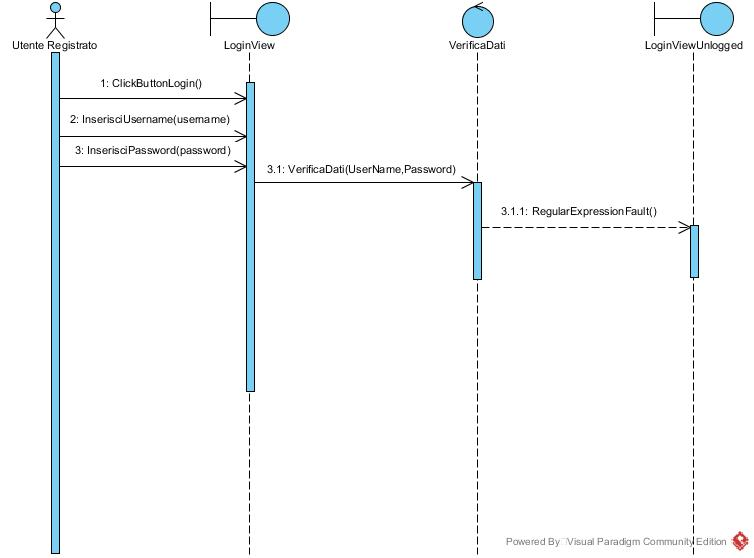 Utente Registrato
LoginView
VerificaDati
LoginViewUnlogged
1: ClickButtonLogin()
2: InserisciUsername(username)
3: InserisciPassword(password)
3.1: VerificaDati(UserName,Password)
3.1.1: RegularExpressionFault()
Powered By Visual Paradigm Community Edition